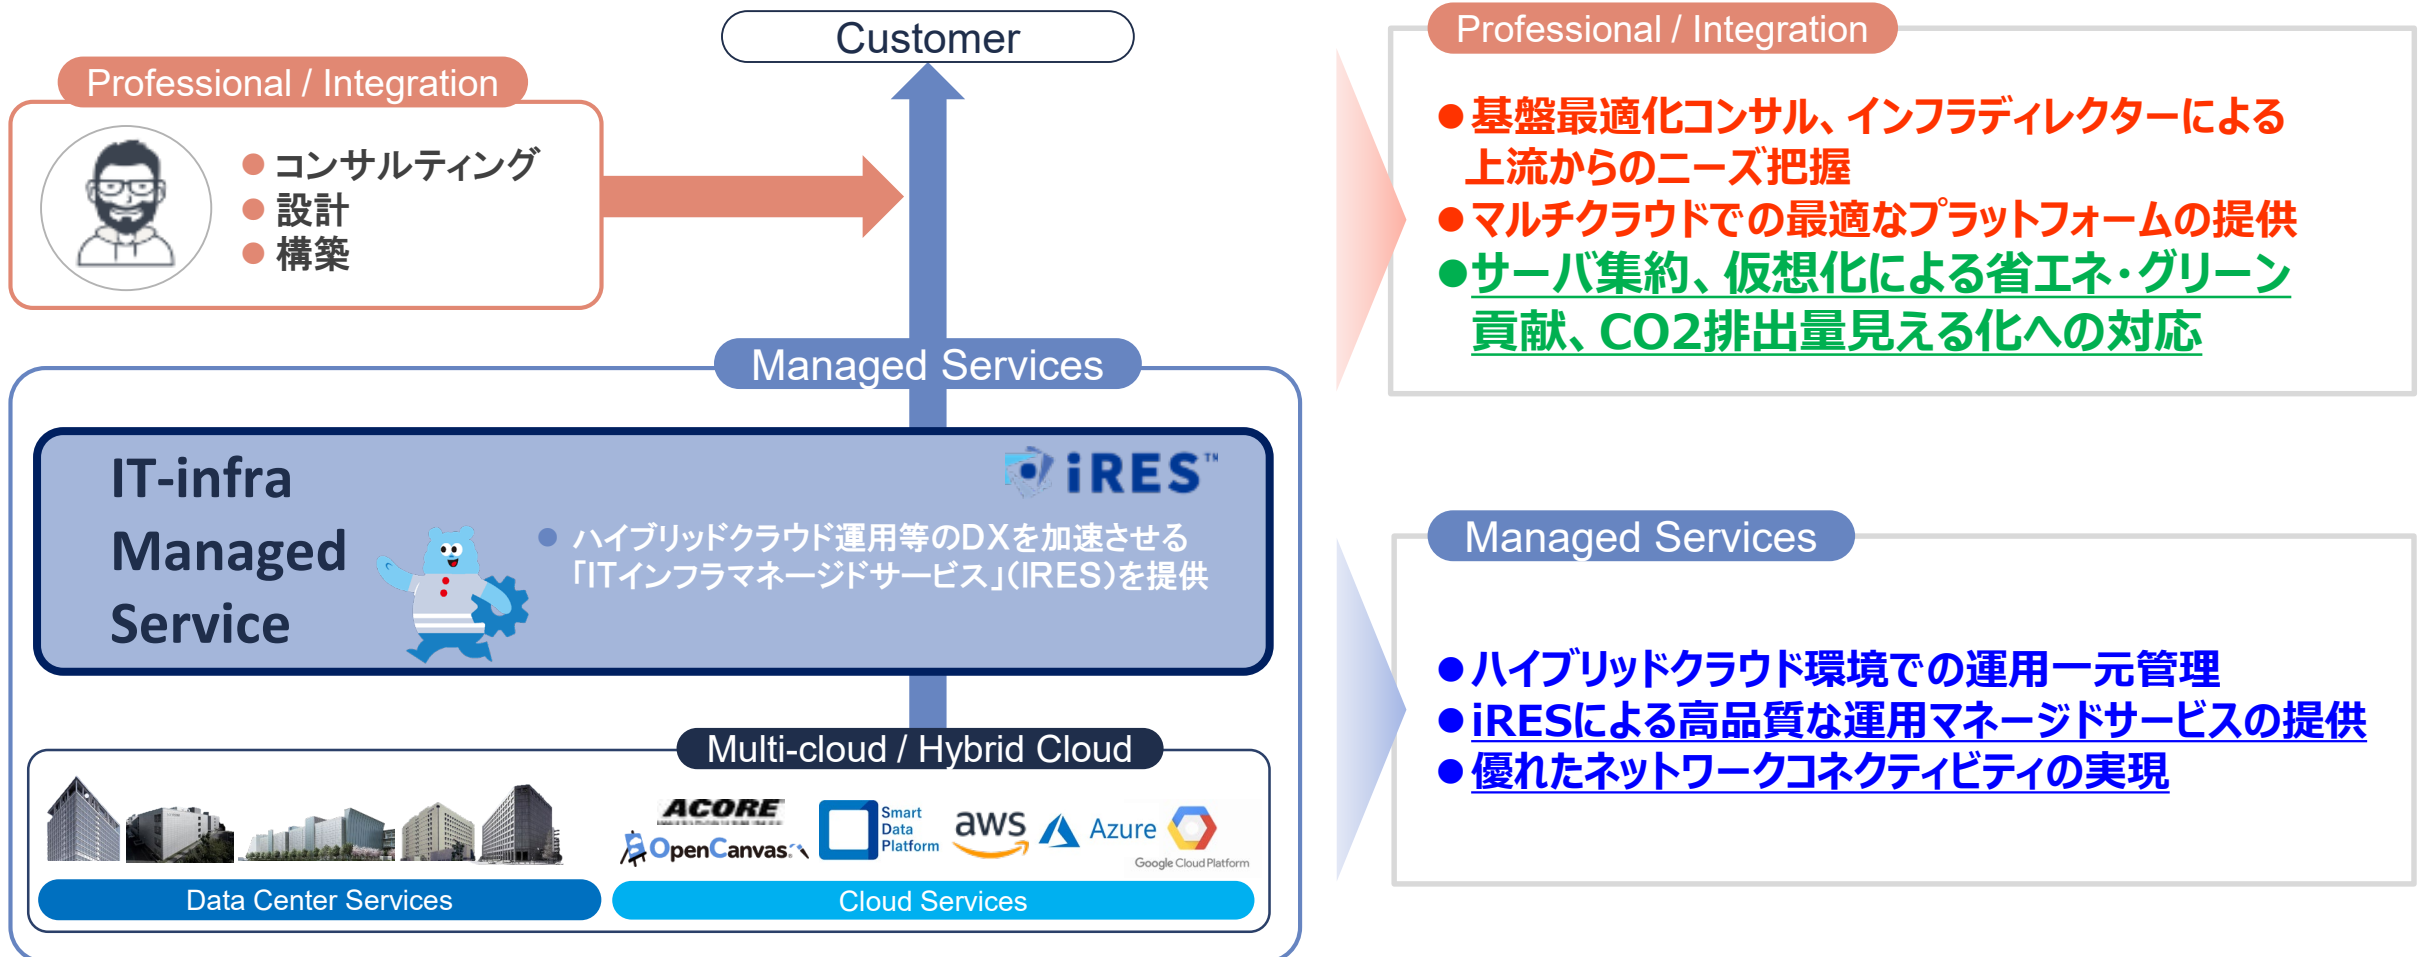 Customer
Professional / Integration
● コンサルティング
● 設計
● 構築
Managed Services
IT-infra
Managed
Service
iRES™
● ハイブリッドクラウド運用等のDXを加速させる
「ITインフラマネージドサービス」（IRES）を提供
Multi-cloud / Hybrid Cloud
ACORE
OpenCanvas
Smart
Data
Platform
aws
Azure
Google Cloud Platform
Data Center Services
Cloud Services
Professional / Integration
●基盤最適化コンサル、インフラディレクターによる
上流からのニーズ把握
●マルチクラウドでの最適なプラットフォームの提供
●サーバ集約、仮想化による省エネ・グリーン
貢献、CO2排出量見える化への対応
Managed Services
●ハイブリッドクラウド環境での運用一元管理
●iRESによる高品質な運用マネージドサービスの提供
●優れたネットワークコネクティビティの実現